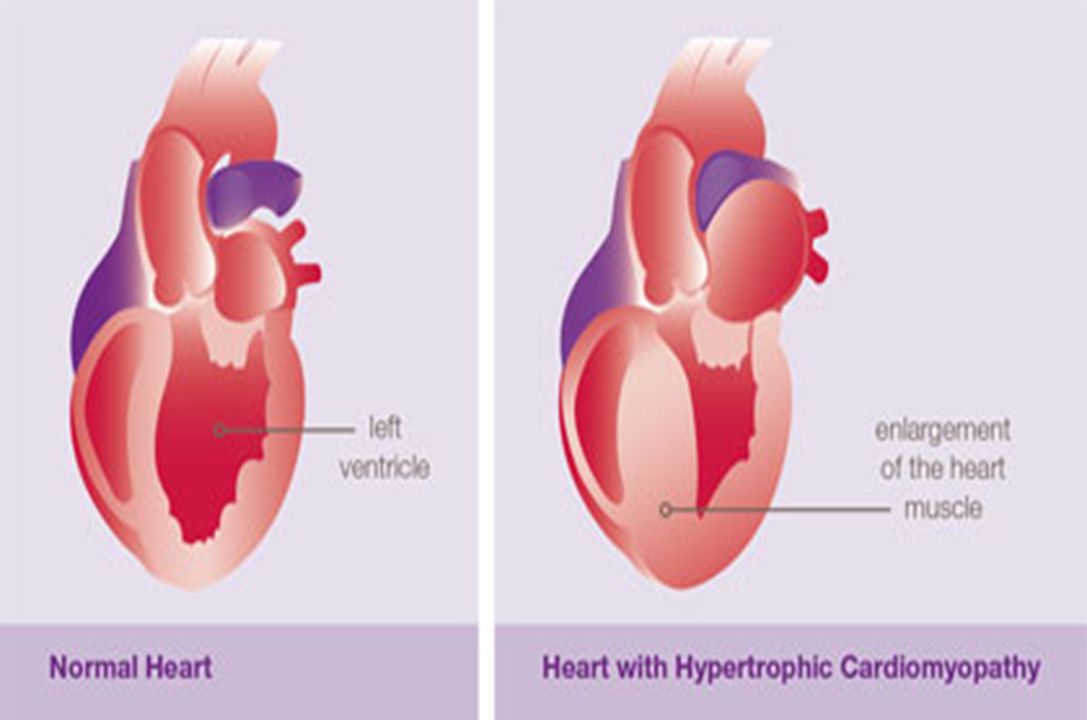 left
ventricle
enlargement
of the heart
muscle
Normal Heart
Heart with Hypertrophic Cardiomyopathy